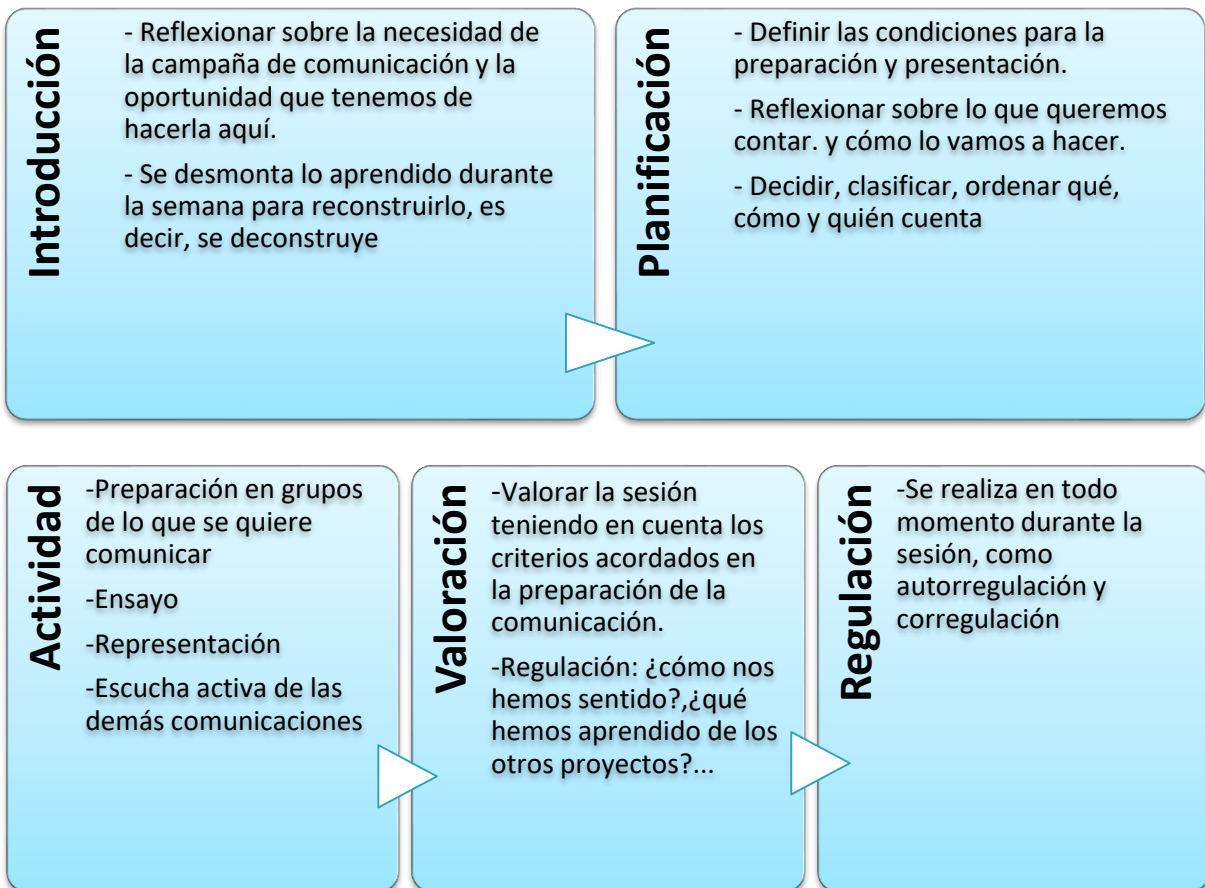 Introducción
- Reflexionar sobre la necesidad de
la campaña de comunicación y la
oportunidad que tenemos de
hacerla aquí.
- Se desmonta lo aprendido durante
la semana para reconstruirlo, es
decir, se deconstruye
Planificación
- Definir las condiciones para la
preparación y presentación.
- Reflexionar sobre lo que queremos
contar. y cómo lo vamos a hacer.
- Decidir, clasificar, ordenar qué,
cómo y quién cuenta
Actividad
-Preparación en grupos
de lo que se quiere
comunicar
-Ensayo
-Representación
-Escucha activa de las
demás comunicaciones
Valoración
-Valorar la sesión
teniendo en cuenta los
criterios acordados en
la preparación de la
comunicación.
-Regulación: ¿cómo nos
hemos sentido?,¿qué
hemos aprendido de los
otros proyectos?...
Regulación
-Se realiza en todo
momento durante la
sesión, como
autorregulación y
corregulación